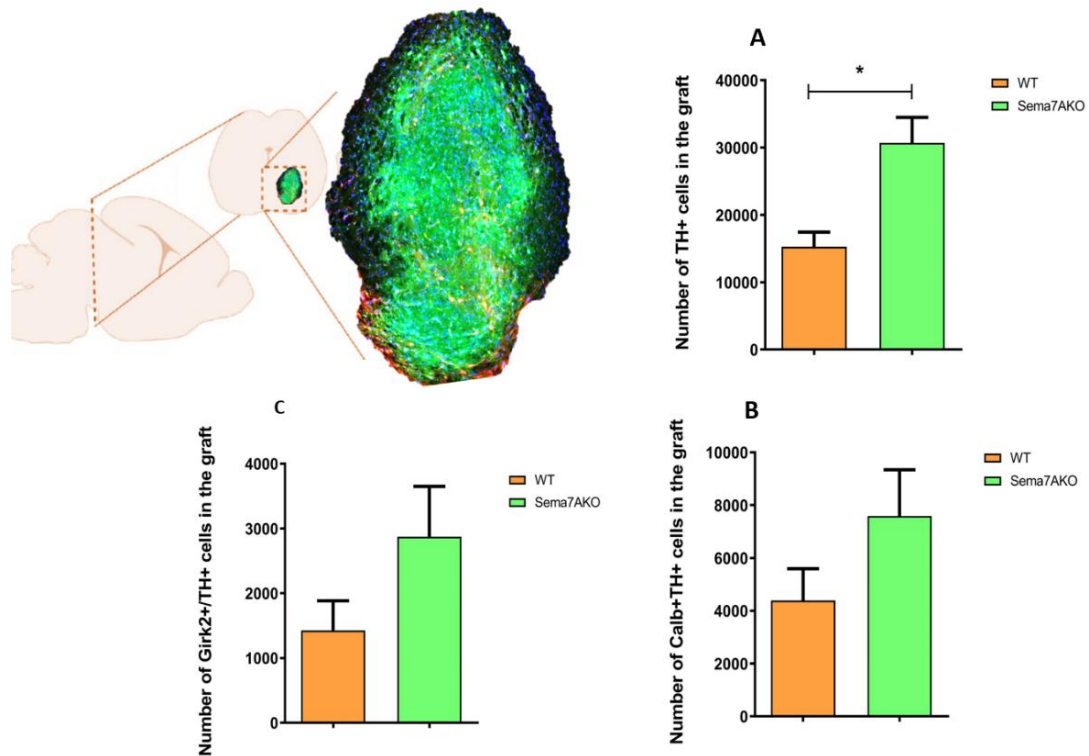 A
Number of TH+ cells in the graft
40000
30000
20000
10000
0
*
WT
Sema7AKO
C
Number of Girk2+/TH+ cells in the graft
4000
3000
2000
1000
0
WT
Sema7AKO
B
Number of Calb+TH+ cells in the graft
10000
8000
6000
4000
2000
0
WT
Sema7AKO